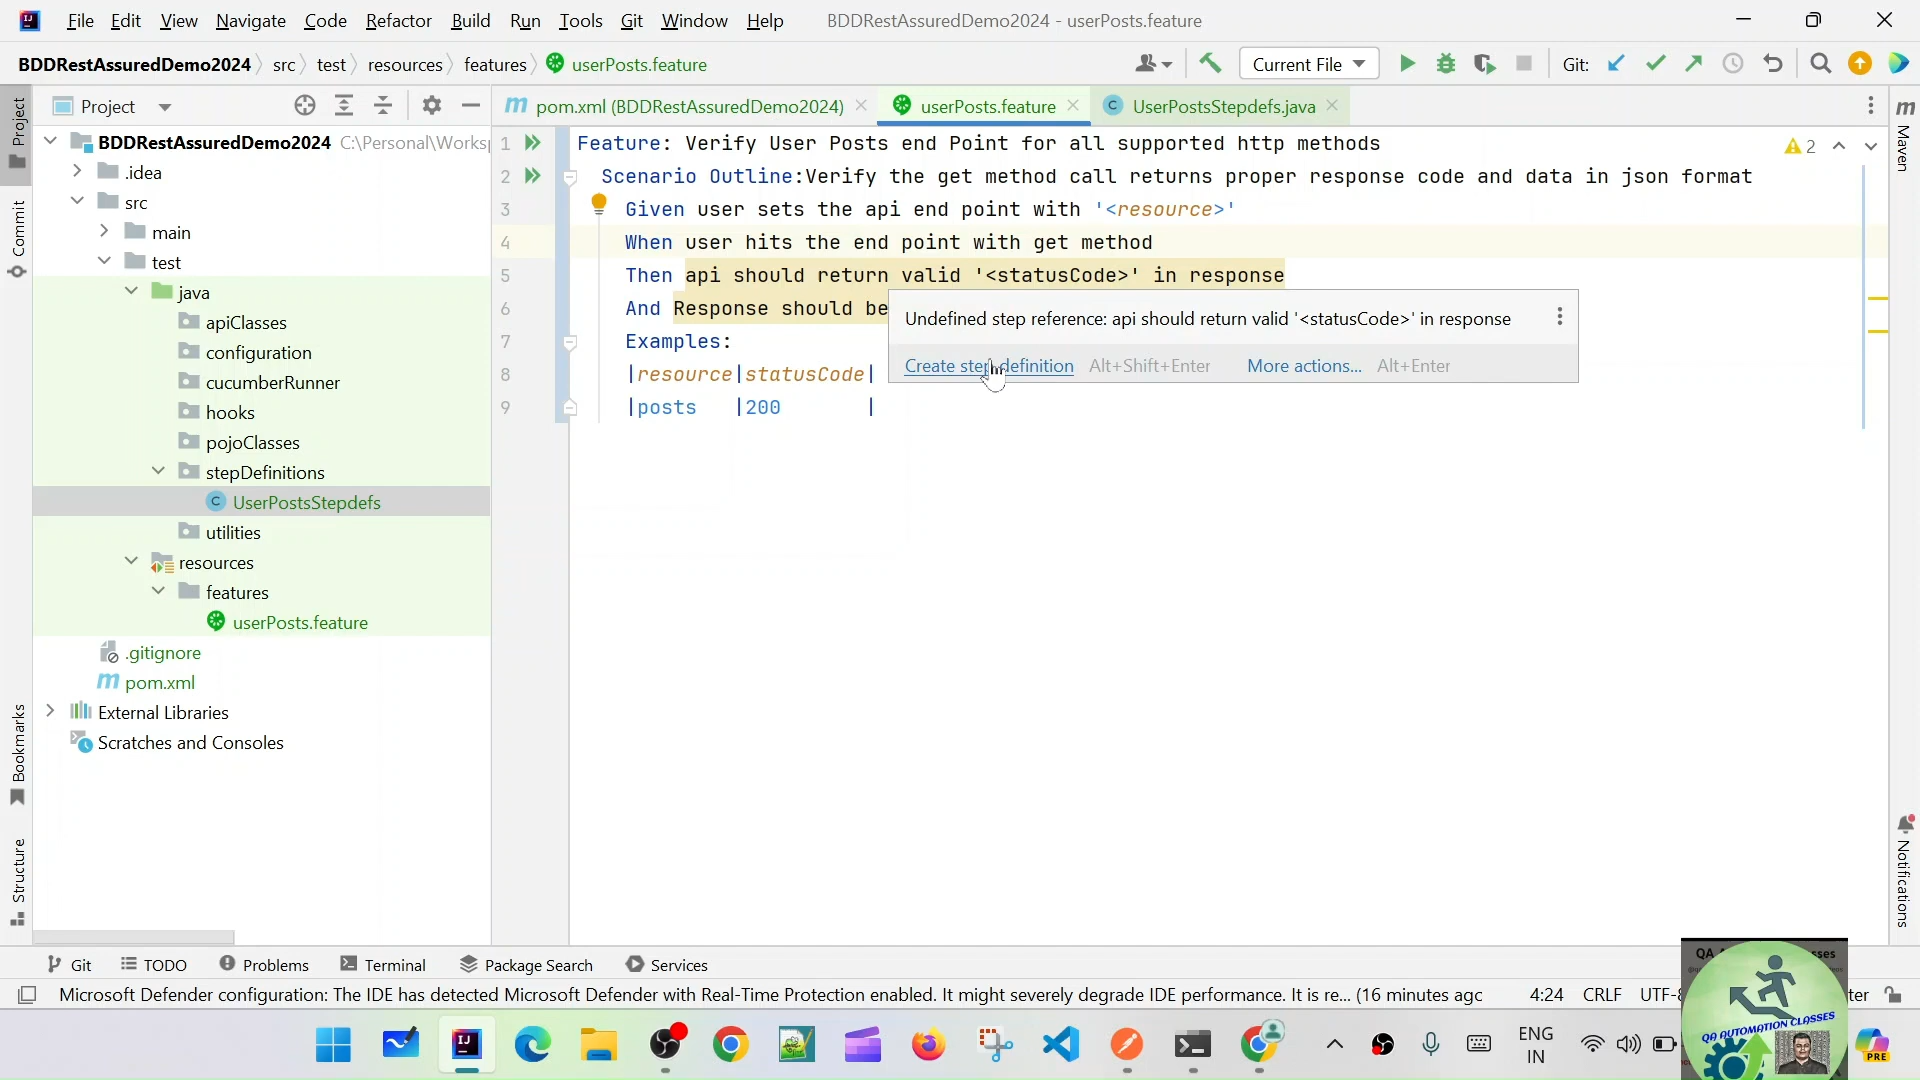 File Edit View Navigate Code Refactor Build Run Tools Git Window Help BDDRestAssuredDemo2024 - userPosts.feature
BDDRestAssuredDemo2024 src test resources features userPosts.feature Current File Git:
Project
pom.xml (BDDRestAssuredDemo2024) userPosts.feature UserPostsStepdefs.java
BDDRestAssuredDemo2024 C:\Personal\Works
.idea
src
main
test
java
apiClasses
configuration
cucumberRunner
hooks
pojoClasses
stepDefinitions
UserPostsStepdefs
utilities
resources
features
userPosts.feature
.gitignore
pom.xml
External Libraries
Scratches and Consoles
1 Feature: Verify User Posts end Point for all supported http methods
2 Scenario Outline:Verify the get method call returns proper response code and data in json format
3 Given user sets the api end point with '<resource>'
4 When user hits the end point with get method
5 Then api should return valid '<statusCode>' in response
6 And Response should be
7 Examples:
8 |resource|statusCode|
9 |posts |200 |
2
Undefined step reference: api should return valid '<statusCode>' in response
Create step definition Alt+Shift+Enter More actions... Alt+Enter
Project
Commit
Bookmarks
Structure
m
Maven
Notifications
Git TODO Problems Terminal Package Search Services
Microsoft Defender configuration: The IDE has detected Microsoft Defender with Real-Time Protection enabled. It might severely degrade IDE performance. It is re... (16 minutes agc 4:24 CRLF UTF-8
ENG
IN
QA AUTOMATION CLASSES
PRE